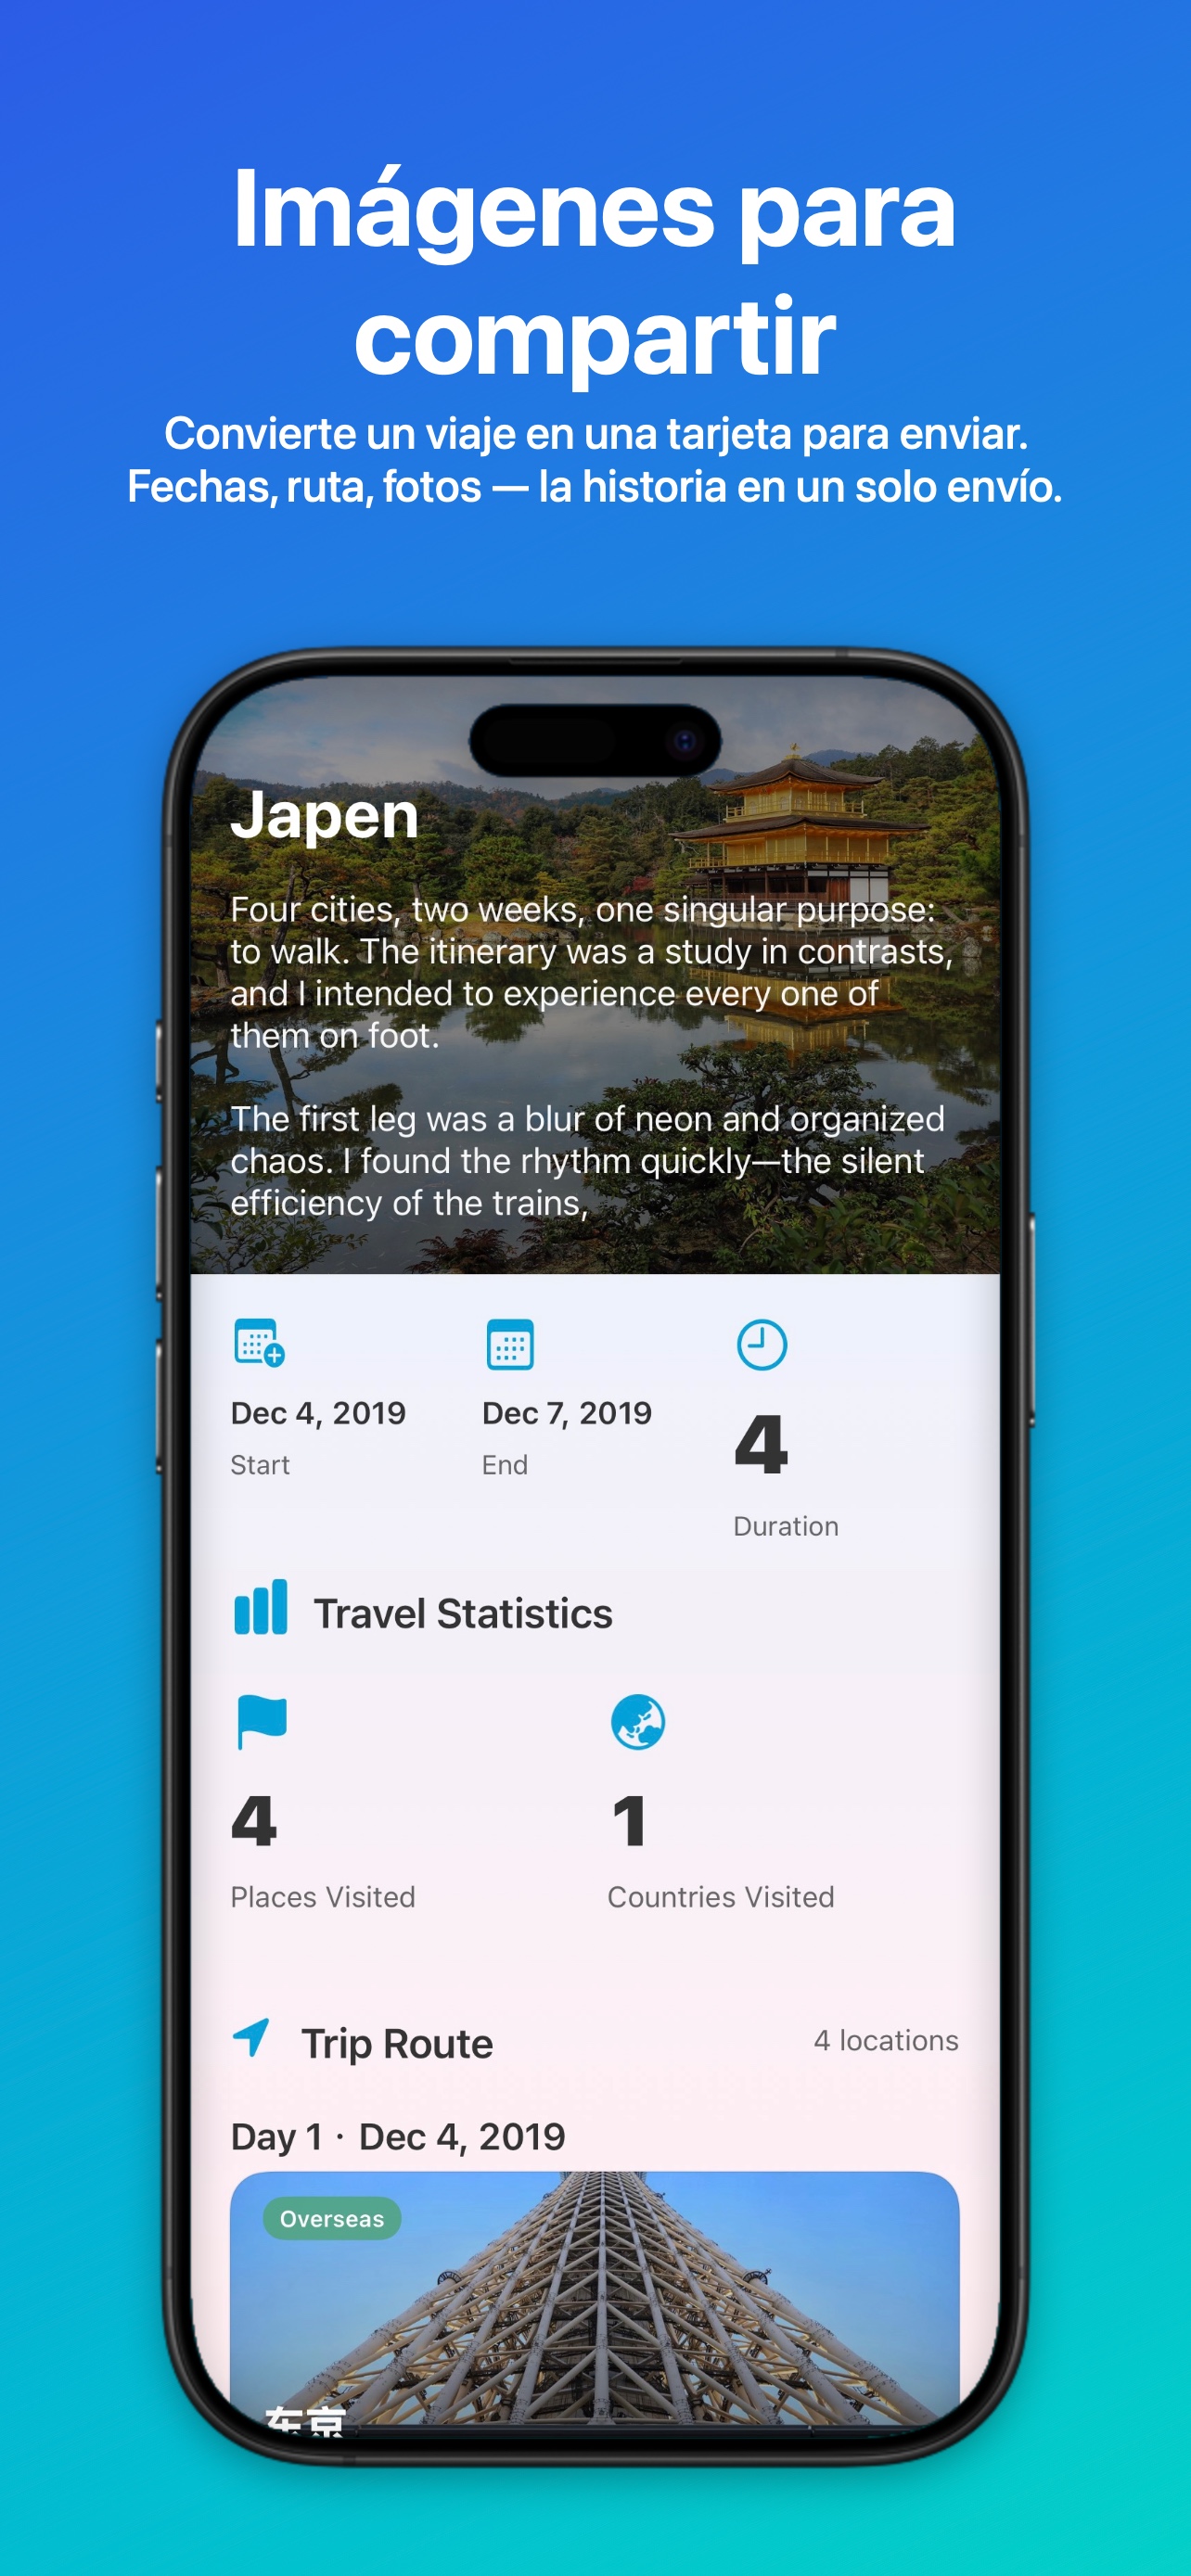 Imágenes para
compartir
Convierte un viaje en una tarjeta para enviar.
Fechas, ruta, fotos — la historia en un solo envío.
Japen
Four cities, two weeks, one singular purpose:
to walk. The itinerary was a study in contrasts,
and I intended to experience every one of
them on foot.
The first leg was a blur of neon and organized
chaos. I found the rhythm quickly—the silent
efficiency of the trains,
Dec 4, 2019
Start
Dec 7, 2019
End
4
Duration
Travel Statistics
4
Places Visited
1
Countries Visited
Trip Route
4 locations
Day 1 · Dec 4, 2019
Overseas
东京